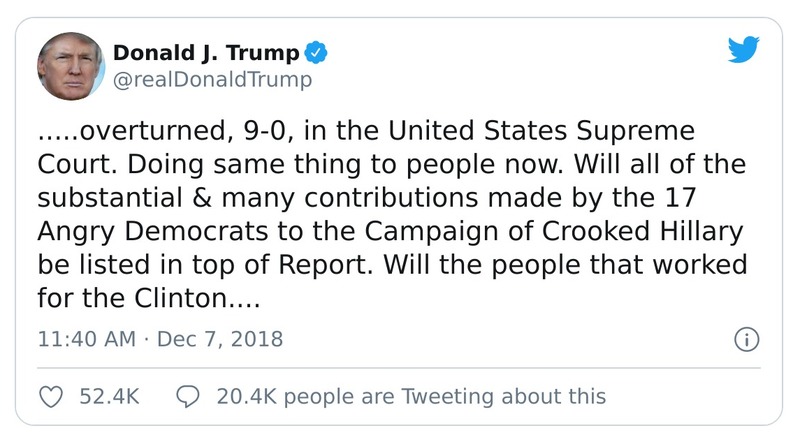 Donald J. Trump
@realDonaldTrump
.....overturned, 9-0, in the United States Supreme
Court. Doing same thing to people now. Will all of the
substantial & many contributions made by the 17
Angry Democrats to the Campaign of Crooked Hillary
be listed in top of Report. Will the people that worked
for the Clinton....
11:40 AM · Dec 7, 2018
52.4K 20.4K people are Tweeting about this